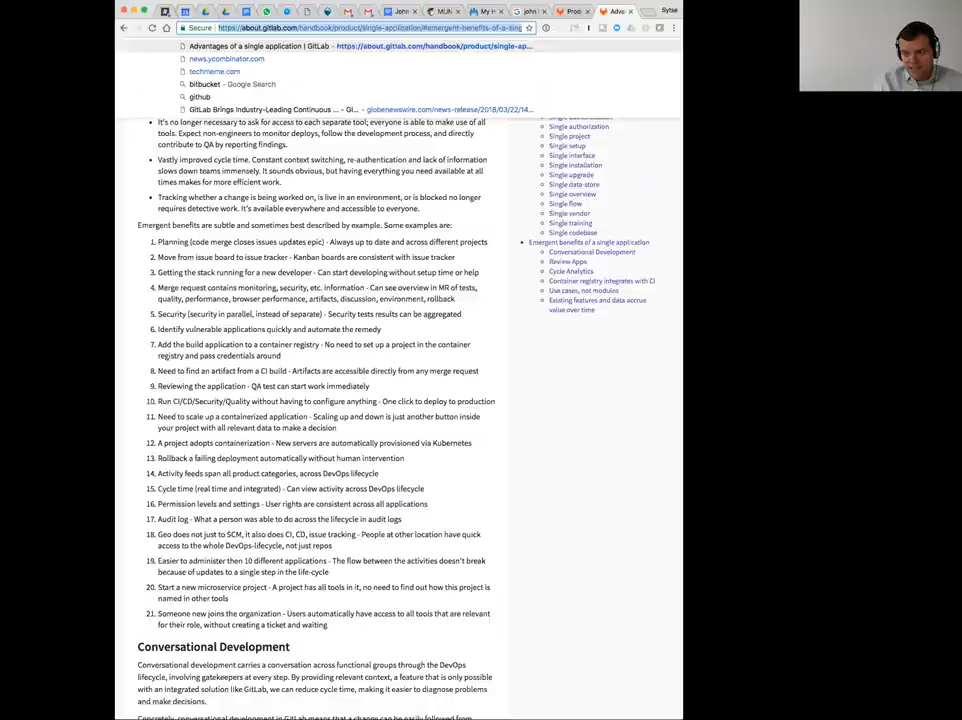 John
MUN
My H
john
Proo
Adva
Sytse
Secure
https://about.gitlab.com/handbook/product/single-application/#emergent-benefits-of-a-sing
Advantages of a single application | GitLab - https://about.gitlab.com/handbook/product/single-ap...
news.ycombinator.com
techmeme.com
bitbucket - Google Search
github
GitLab Brings Industry-Leading Continuous ... - Gl... - globenewswire.com/news-release/2018/03/22/14...
It's no longer necessary to ask for access to each separate tool; everyone is able to make use of all
tools. Expect non-engineers to monitor deploys, follow the development process, and directly
contribute to QA by reporting findings.
Vastly improved cycle time. Constant context switching, re-authentication and lack of information
slows down teams immensely. It sounds obvious, but having everything you need available at all
times makes for more efficient work.
Tracking whether a change is being worked on, is live in an environment, or is blocked no longer
requires detective work. It's available everywhere and accessible to everyone.
Emergent benefits are subtle and sometimes best described by example. Some examples are:
1. Planning (code merge closes issues updates epic) - Always up to date and across different projects
2. Move from issue board to issue tracker - Kanban boards are consistent with issue tracker
3. Getting the stack running for a new developer - Can start developing without setup time or help
4. Merge request contains monitoring, security, etc. information - Can see overview in MR of tests,
quality, performance, browser performance, artifacts, discussion, environment, rollback
5. Security (security in parallel, instead of separate) - Security tests results can be aggregated
6. Identify vulnerable applications quickly and automate the remedy
7. Add the build application to a container registry - No need to set up a project in the container
registry and pass credentials around
8. Need to find an artifact from a CI build - Artifacts are accessible directly from any merge request
9. Reviewing the application - QA test can start work immediately
10. Run CI/CD/Security/Quality without having to configure anything - One click to deploy to production
11. Need to scale up a containerized application - Scaling up and down is just another button inside
your project with all relevant data to make a decision
12. A project adopts containerization - New servers are automatically provisioned via Kubernetes
13. Rollback a failing deployment automatically without human intervention
14. Activity feeds span all product categories, across DevOps lifecycle
15. Cycle time (real time and integrated) - Can view activity across DevOps lifecycle
16. Permission levels and settings - User rights are consistent across all applications
17. Audit log - What a person was able to do across the lifecycle in audit logs
18. Geo does not just to SCM, it also does CI, CD, issue tracking - People at other location have quick
access to the whole DevOps-lifecycle, not just repos
19. Easier to administer then 10 different applications - The flow between the activities doesn't break
because of updates to a single step in the life-cycle
20. Start a new microservice project - A project has all tools in it, no need to find out how this project is
named in other tools
21. Someone new joins the organization - Users automatically have access to all tools that are relevant
for their role, without creating a ticket and waiting
Conversational Development
Conversational development carries a conversation across functional groups through the DevOps
lifecycle, involving gatekeepers at every step. By providing relevant context, a feature that is only possible
with an integrated solution like GitLab, we can reduce cycle time, making it easier to diagnose problems
and make decisions.
Concretely, conversational development in GitLab means that a change can be easily followed from
Single authorization
Single project
Single setup
Single interface
Single installation
Single upgrade
Single data-store
Single overview
Single flow
Single vendor
Single training
Single codebase
Emergent benefits of a single application
Conversational Development
Review Apps
Cycle Analytics
Container registry integrates with CI
Use cases, not modules
Existing features and data accrue
value over time